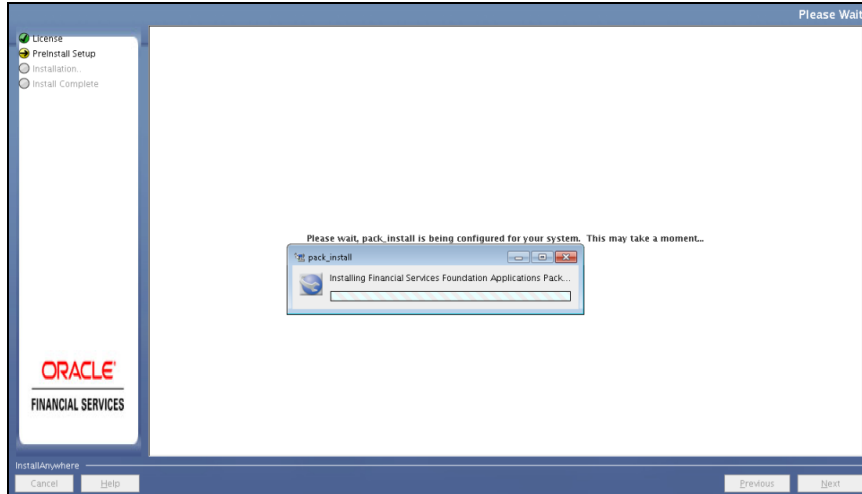 Please Wait
License
PreInstall Setup
Installation..
Install Complete
Please wait, pack_install is being configured for your system. This may take a moment...
pack_install
Installing Financial Services Foundation Applications Pack...
ORACLE'
FINANCIAL SERVICES
InstallAnywhere
Cancel
Help
Previous
Next